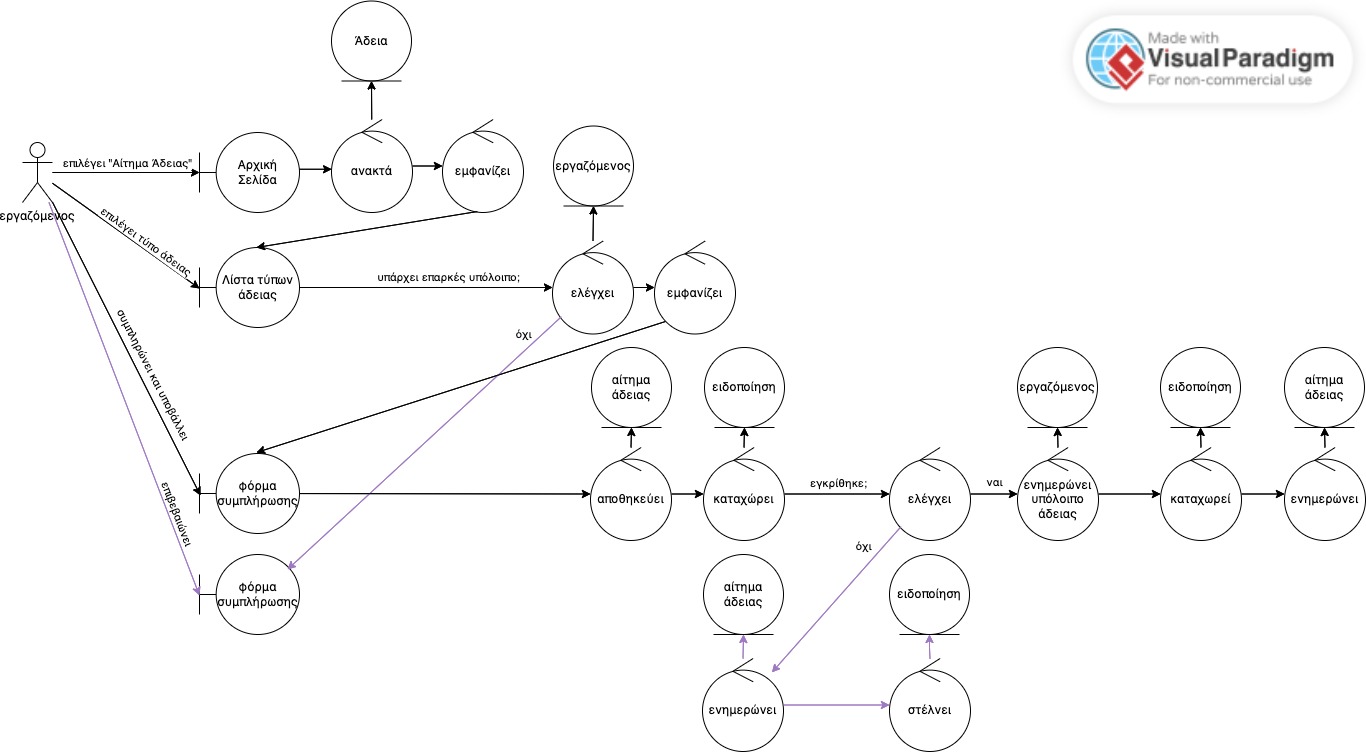 Άδεια
Made with
Visual Paradigm
For non-commercial use
επιλέγει "Αίτημα Άδειας"
Αρχική
Σελίδα
ανακτά
εμφανίζει
εργαζόμενος
εργαζόμενος
επιλέγει τύπο άδειας
Λίστα τύπων
άδειας
υπάρχει επαρκές υπόλοιπο;
ελέγχει
εμφανίζει
όχι
συμπληρώνει και υποβάλλει
αίτημα
άδειας
ειδοποίηση
εργαζόμενος
ειδοποίηση
αίτημα
άδειας
φόρμα
συμπλήρωσης
αποθηκεύει
καταχώρει
εγκρίθηκε;
ελέγχει
ναι
ενημερώνει
υπόλοιπο
άδειας
καταχωρεί
ενημερώνει
επιβεβαιώνει
όχι
φόρμα
συμπλήρωσης
αίτημα
άδειας
ειδοποίηση
ενημερώνει
στέλνει